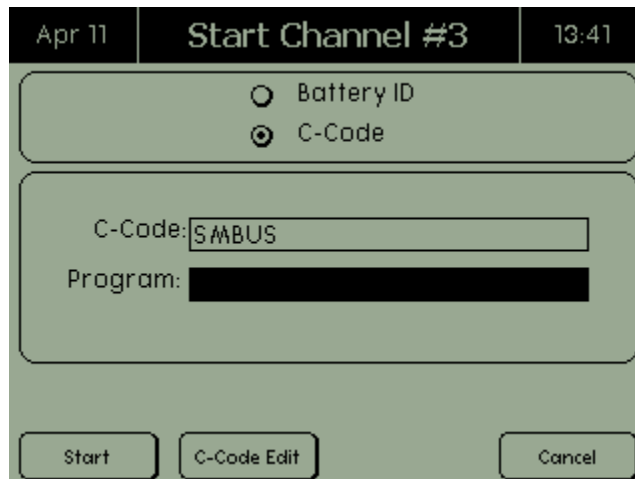 Apr 11 Start Channel #3 13:41
Battery ID
C-Code
C-Code: SMBUS
Program:
Start C-Code Edit Cancel